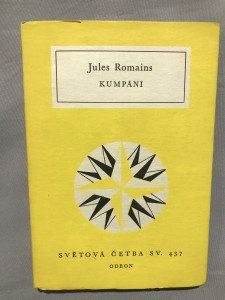 Jules Romains
KUMPÁNI
SVĚTOVÁ ČETBA SV. 437
ODEON